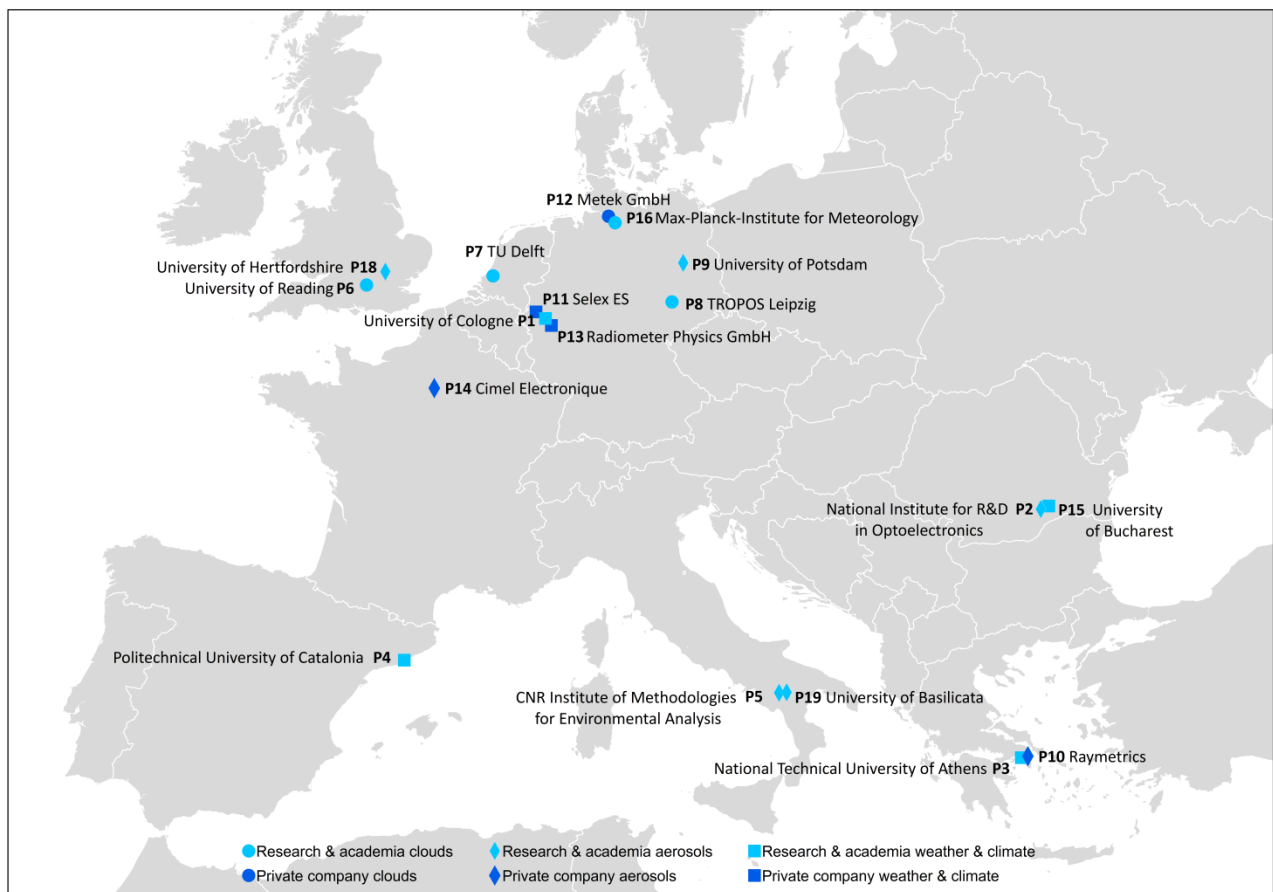 P12 Metek GmbH
P16 Max-Planck-Institute for Meteorology
P7 TU Delft
University of Hertfordshire P18
P9 University of Potsdam
University of Reading P6
P11 Selex ES
P8 TROPOS Leipzig
University of Cologne P1
P13 Radiometer Physics GmbH
P14 Cimel Electronique
National Institute for R&D P2
in Optoelectronics
P15 University
of Bucharest
Politechnical University of Catalonia P4
CNR Institute of Methodologies P5
for Environmental Analysis
P19 University of Basilicata
National Technical University of Athens P3
P10 Raymetrics
Research & academia clouds
Research & academia aerosols
Research & academia weather & climate
Private company clouds
Private company aerosols
Private company weather & climate